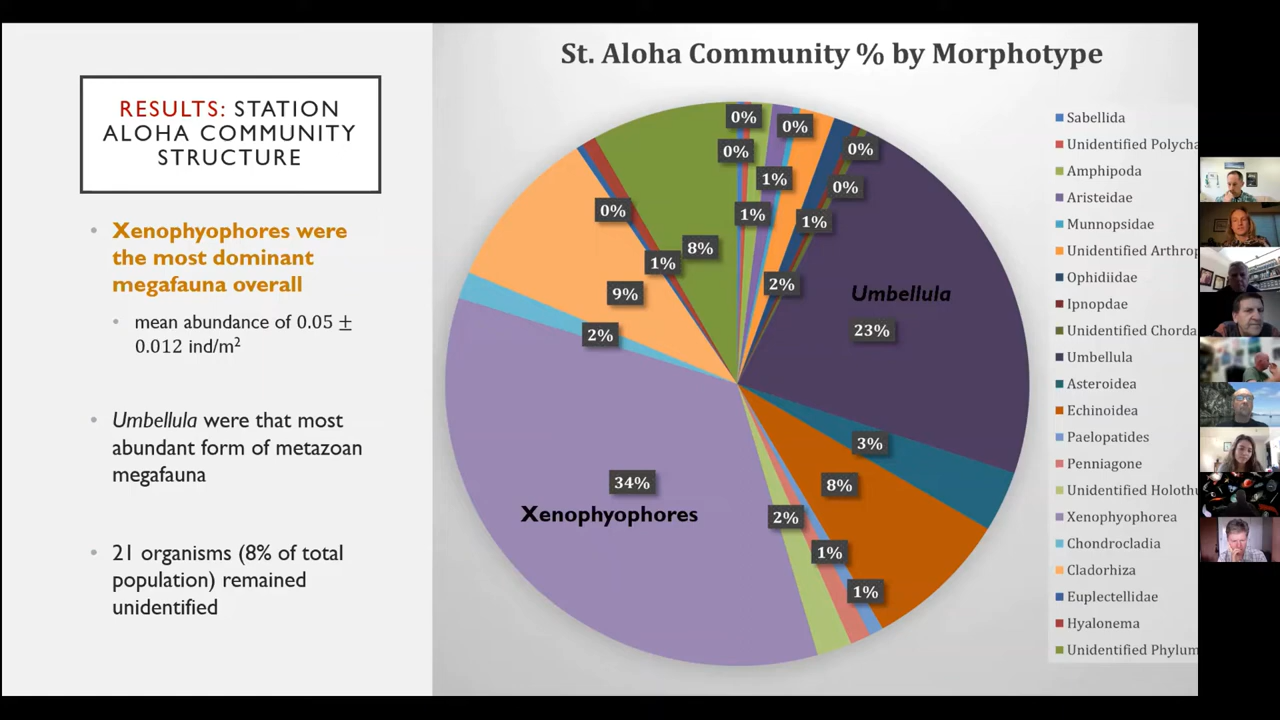 RESULTS: STATION
ALOHA COMMUNITY
STRUCTURE
• Xenophyophores were
the most dominant
megafauna overall
• mean abundance of 0.05 ±
0.012 ind/m²
• Umbellula were that most
abundant form of metazoan
megafauna
• 21 organisms (8% of total
population) remained
unidentified
St. Aloha Community % by Morphotype
0%
0%
0%
0%
1%
0%
1%
0%
1%
8%
1%
2%
9%
Umbellula
23%
2%
3%
34%
8%
Xenophyophores
2%
1%
1%
Sabellida
Unidentified Polycha
Amphipoda
Aristeidae
Munnopsidae
Unidentified Arthrop
Ophidiidae
Ipnopdae
Unidentified Chorda
Umbellula
Asteroidea
Echinoidea
Paelopatides
Penniagone
Unidentified Holothu
Xenophyophorea
Chondrocladia
Cladorhiza
Euplectellidae
Hyalonema
Unidentified Phylum